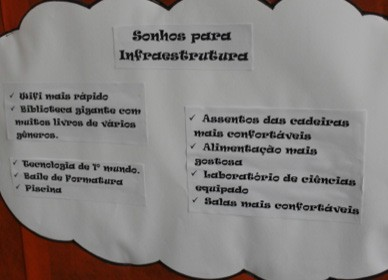 Sonhos para
Infraestrutura
✓ Wifi mais rápido
✓ Biblioteca gigante com
muitos livros de vários
gêneros.
✓ Tecnologia de 1º mundo.
✓ Baile de Formatura
✓ Piscina
✓ Assentos das cadeiras
mais confortáveis
✓ Alimentação mais
gostosa
✓ Laboratório de ciências
equipado
✓ Salas mais confortáveis